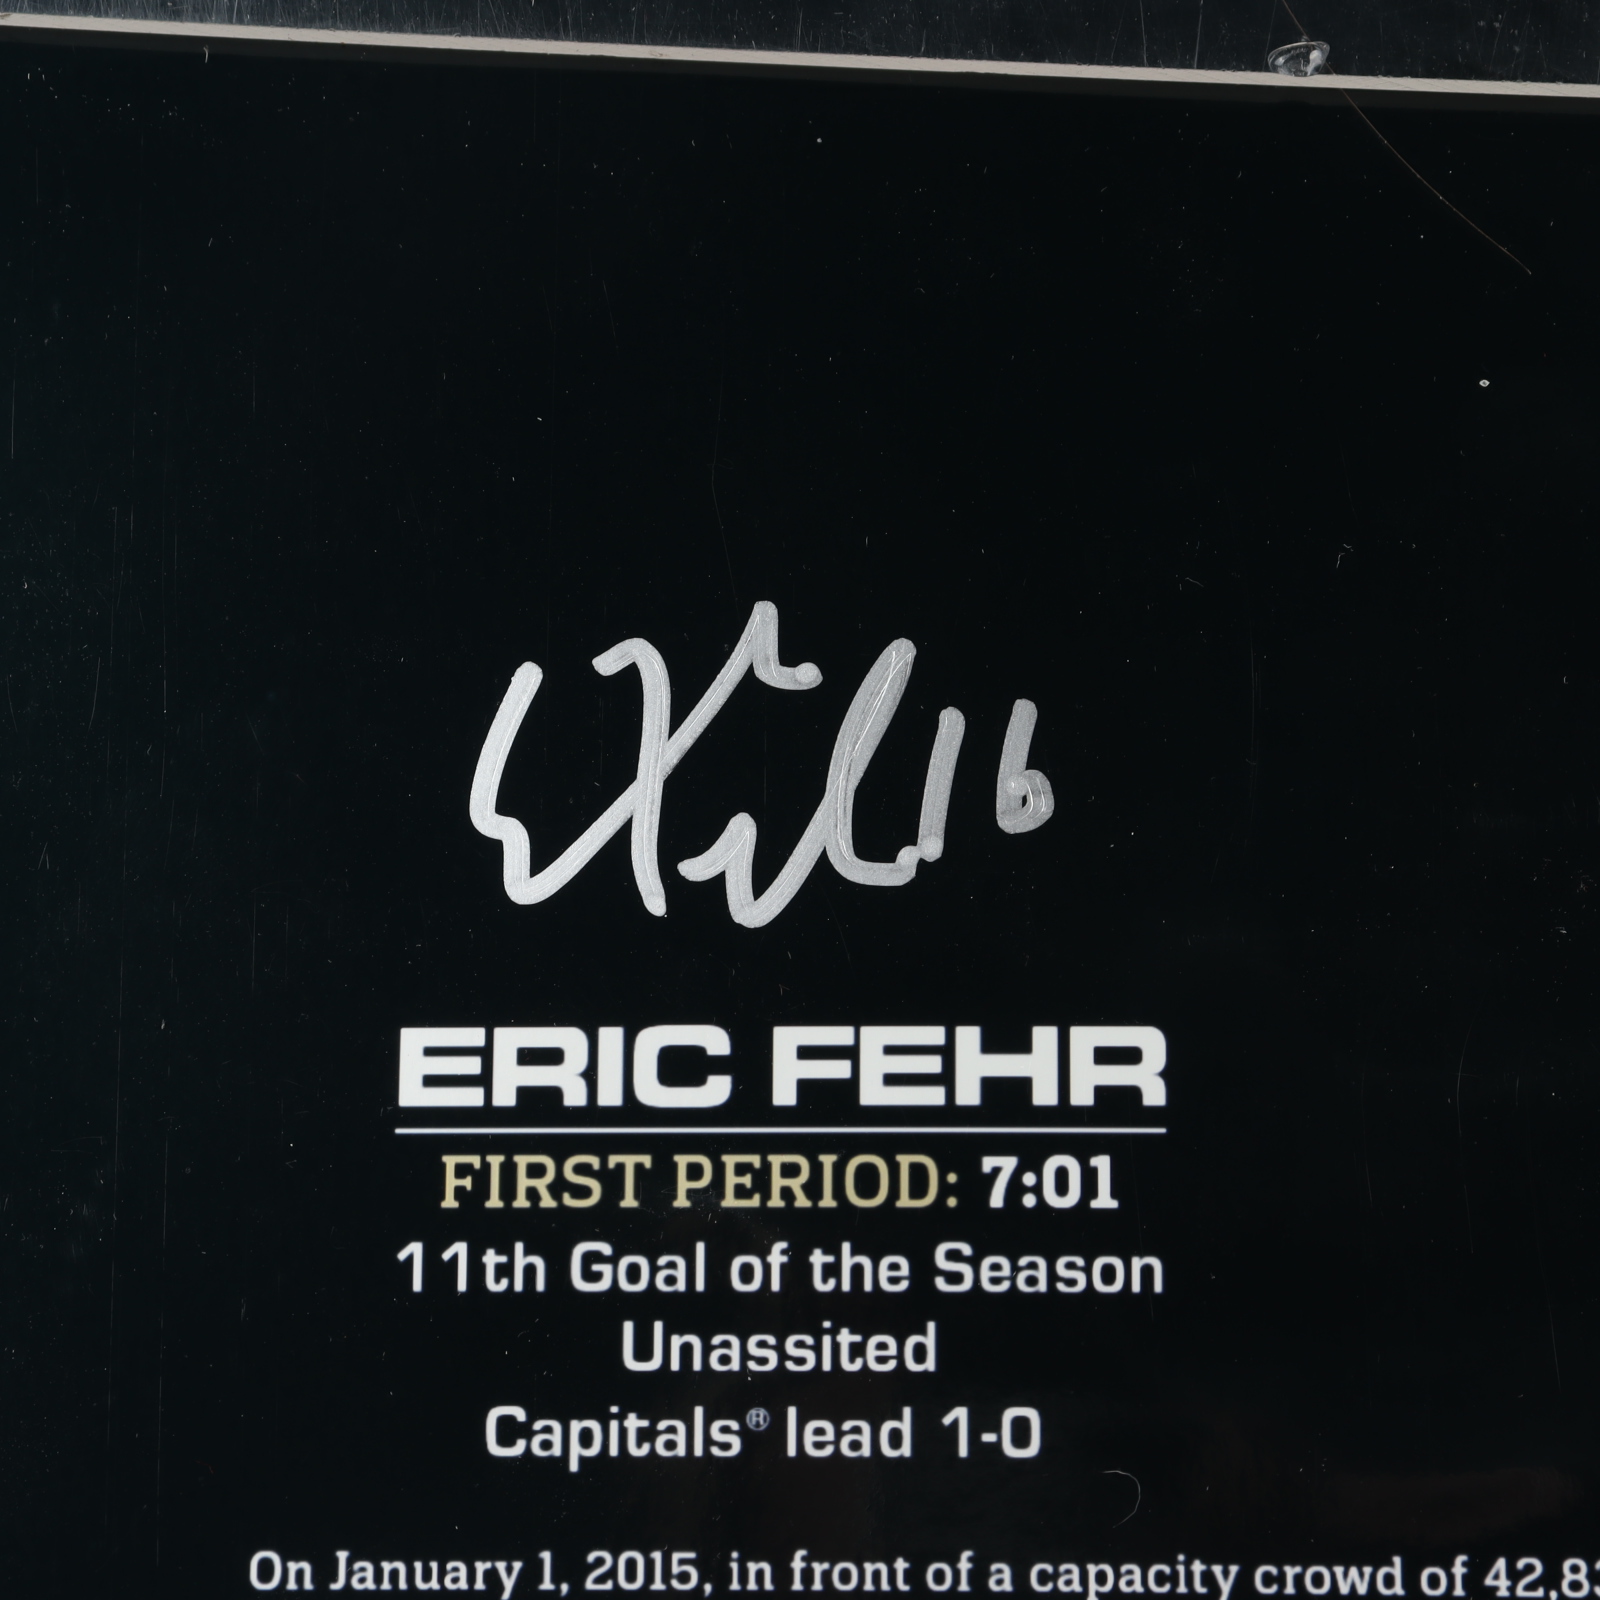 16
ERIC FEHR
FIRST PERIOD: 7:01
11th Goal of the Season
Unassited
Capitals® lead 1-0
On January 1, 2015, in front of a capacity crowd of